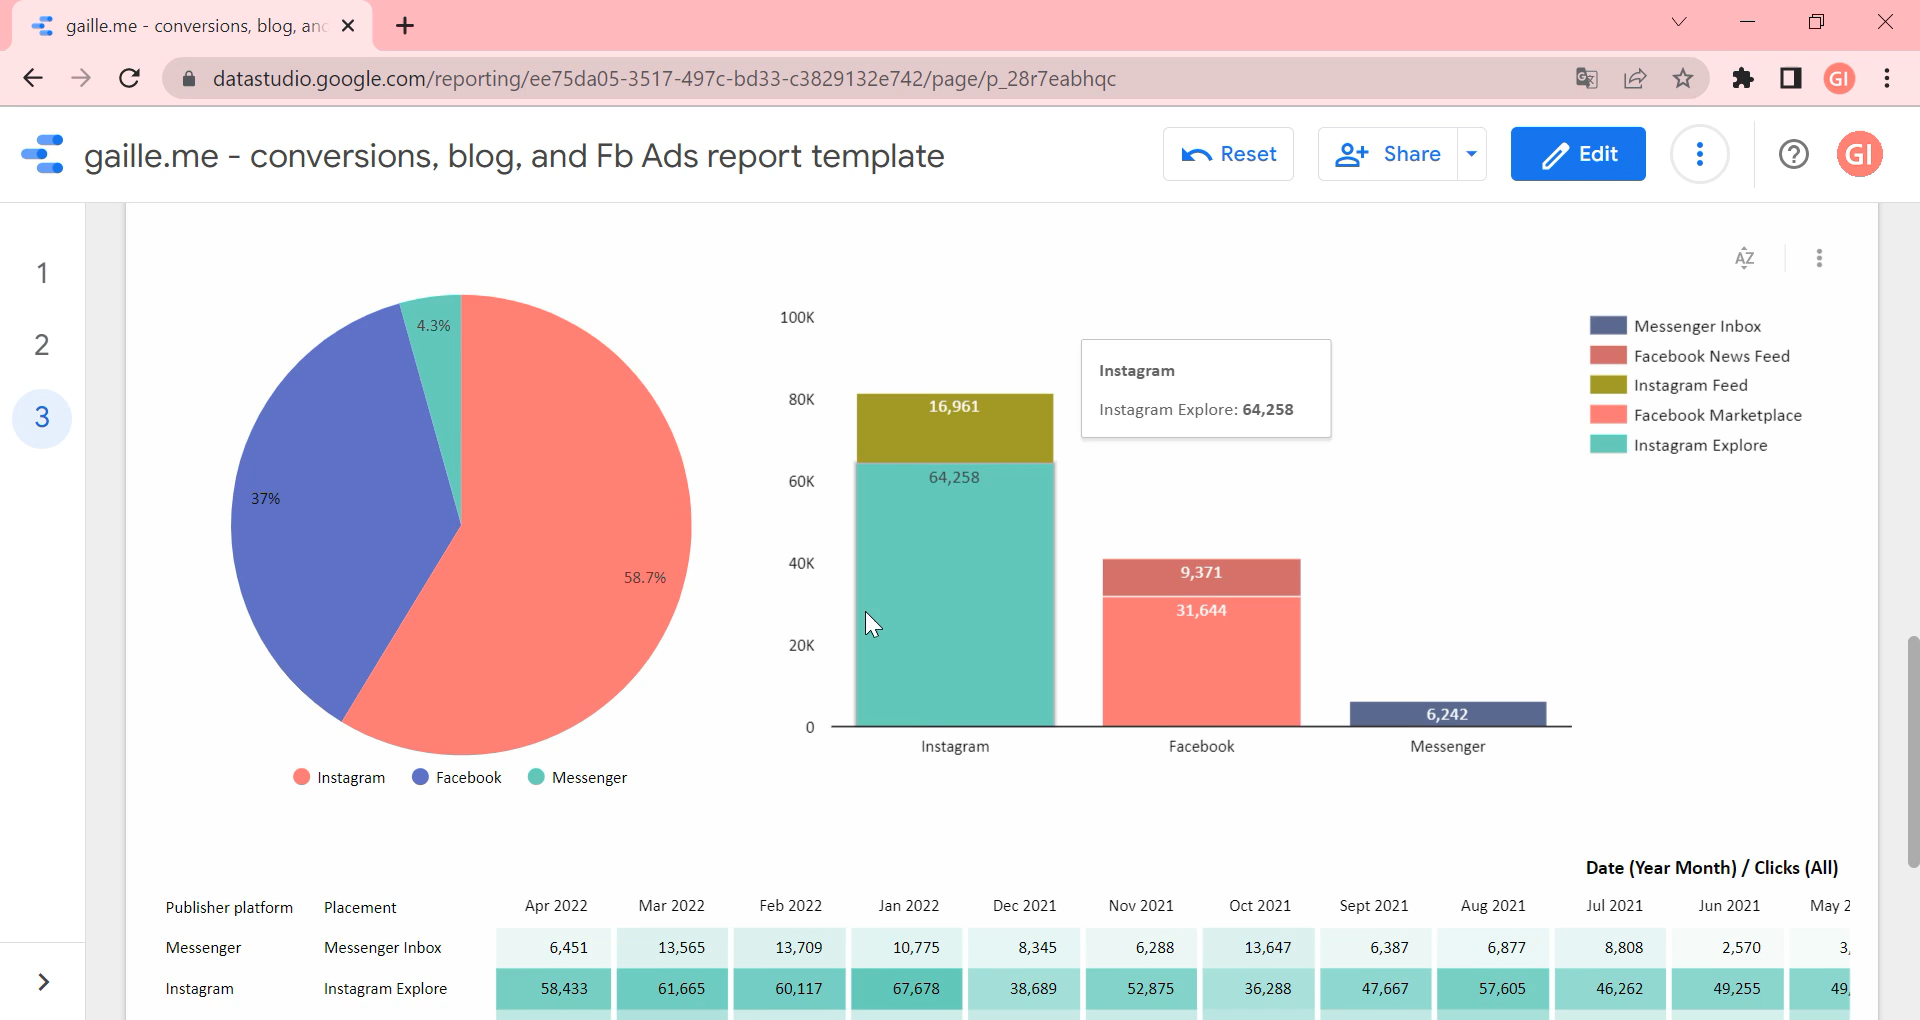 gaille.me - conversions, blog, an
datastudio.google.com/reporting/ee75da05-3517-497c-bd33-c3829132e742/page/p_28r7eabhqc
GI
gaille.me - conversions, blog, and Fb Ads report template
Reset
Share
Edit
GI
1
2
3
AZ
4.3%
37%
58.7%
Instagram
Facebook
Messenger
100K
80K
60K
40K
20K
0
16,961
64,258
9,371
31,644
6,242
Instagram
Facebook
Messenger
Instagram
Instagram Explore: 64,258
Messenger Inbox
Facebook News Feed
Instagram Feed
Facebook Marketplace
Instagram Explore
Date (Year Month) / Clicks (All)
Publisher platform Placement Apr 2022 Mar 2022 Feb 2022 Jan 2022 Dec 2021 Nov 2021 Oct 2021 Sept 2021 Aug 2021 Jul 2021 Jun 2021 May 2
Messenger Messenger Inbox 6,451 13,565 13,709 10,775 8,345 6,288 13,647 6,387 6,877 8,808 2,570 3,
Instagram Instagram Explore 58,433 61,665 60,117 67,678 38,689 52,875 36,288 47,667 57,605 46,262 49,255 49,